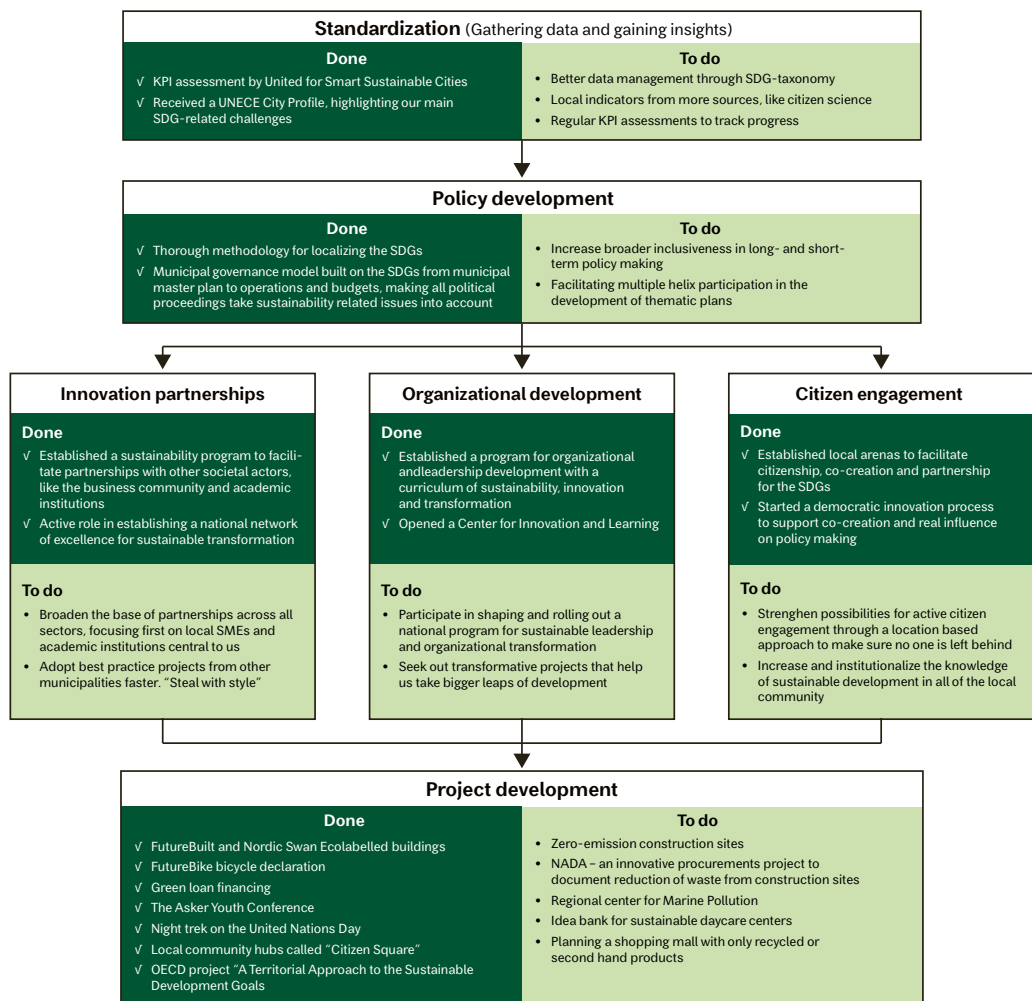 Standardization (Gathering data and gaining insights)
Done
√ KPI assessment by United for Smart Sustainable Cities
√ Received a UNECE City Profile, highlighting our main
SDG-related challenges
To do
• Better data management through SDG-taxonomy
• Local indicators from more sources, like citizen science
• Regular KPI assessments to track progress
Policy development
Done
√ Thorough methodology for localizing the SDGs
√ Municipal governance model built on the SDGs from municipal
master plan to operations and budgets, making all political
proceedings take sustainability related issues into account
To do
• Increase broader inclusiveness in long- and short-
term policy making
• Facilitating multiple helix participation in the
development of thematic plans
Innovation partnerships
Done
√ Established a sustainability program to facili-
tate partnerships with other societal actors,
like the business community and academic
institutions
√ Active role in establishing a national network
of excellence for sustainable transformation
To do
• Broaden the base of partnerships across all
sectors, focusing first on local SMEs and
academic institutions central to us
• Adopt best practice projects from other
municipalities faster. “Steal with style”
Organizational development
Done
√ Established a program for organizational
andleadership development with a
curriculum of sustainability, innovation
and transformation
√ Opened a Center for Innovation and Learning
To do
• Participate in shaping and rolling out a
national program for sustainable leadership
and organizational transformation
• Seek out transformative projects that help
us take bigger leaps of development
Citizen engagement
Done
√ Established local arenas to facilitate
citizenship, co-creation and partnership
for the SDGs
√ Started a democratic innovation process
to support co-creation and real influence
on policy making
To do
• Strenghen possibilities for active citizen
engagement through a location based
approach to make sure no one is left behind
• Increase and institutionalize the knowledge
of sustainable development in all of the local
community
Project development
Done
√ FutureBuilt and Nordic Swan Ecolabelled buildings
√ FutureBike bicycle declaration
√ Green loan financing
√ The Asker Youth Conference
√ Night trek on the United Nations Day
√ Local community hubs called “Citizen Square”
√ OECD project “A Territorial Approach to the Sustainable
Development Goals
To do
• Zero-emission construction sites
• NADA – an innovative procurements project to
document reduction of waste from construction sites
• Regional center for Marine Pollution
• Idea bank for sustainable daycare centers
• Planning a shopping mall with only recycled or
second hand products